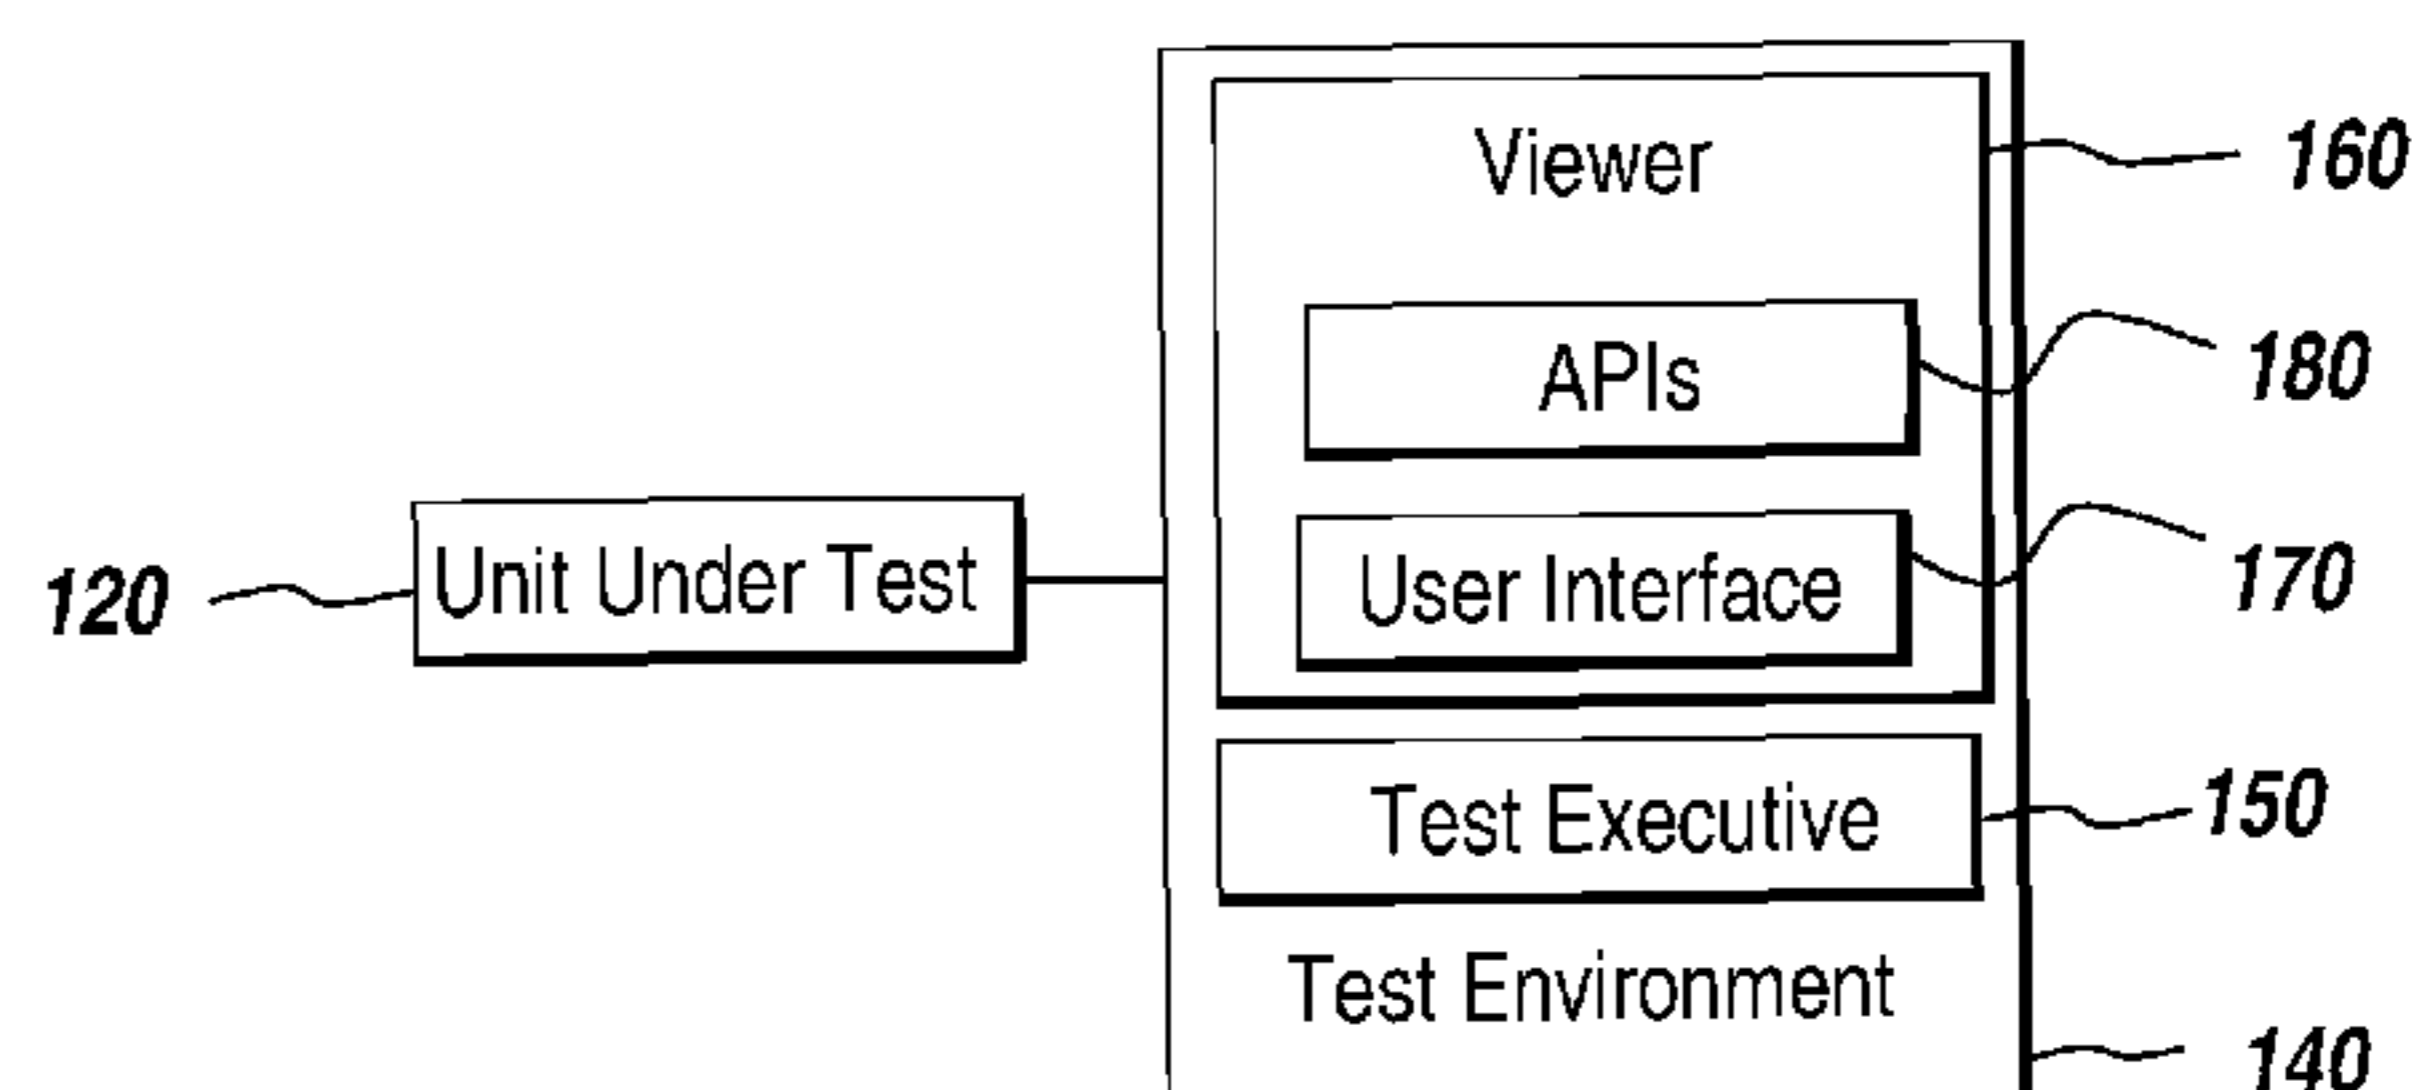 Viewer
160
APIs
180
120
Unit Under Test
User Interface
170
Test Executive
150
Test Environment
140